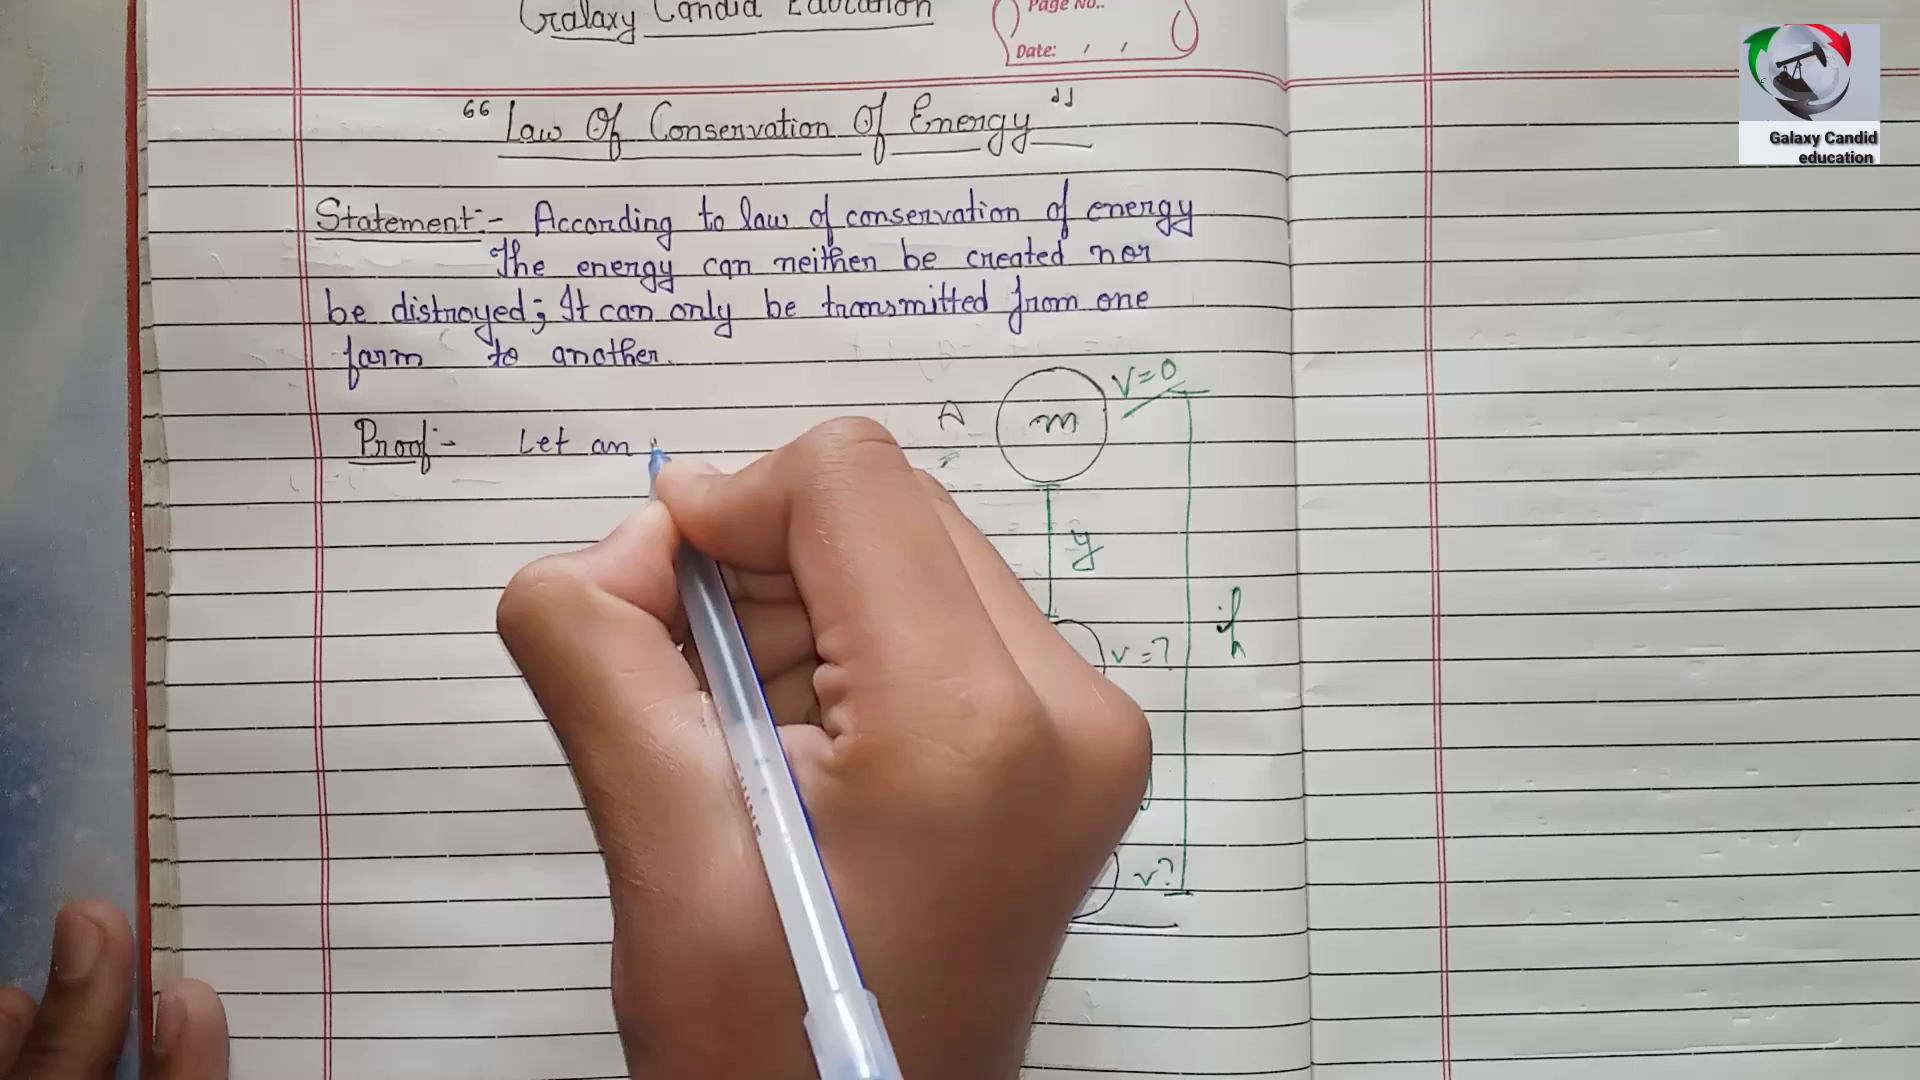 Galaxy Candid Education
Page No..
Date: , ,
Galaxy Candid
education
“ Law Of Conservation Of Energy ”
Statement:- According to law of conservation of energy
The energy can neither be created nor
be distroyed; It can only be transmitted from one
farm to another.
V=0
A
m
Proof:- Let an
y
h
v=?
v?